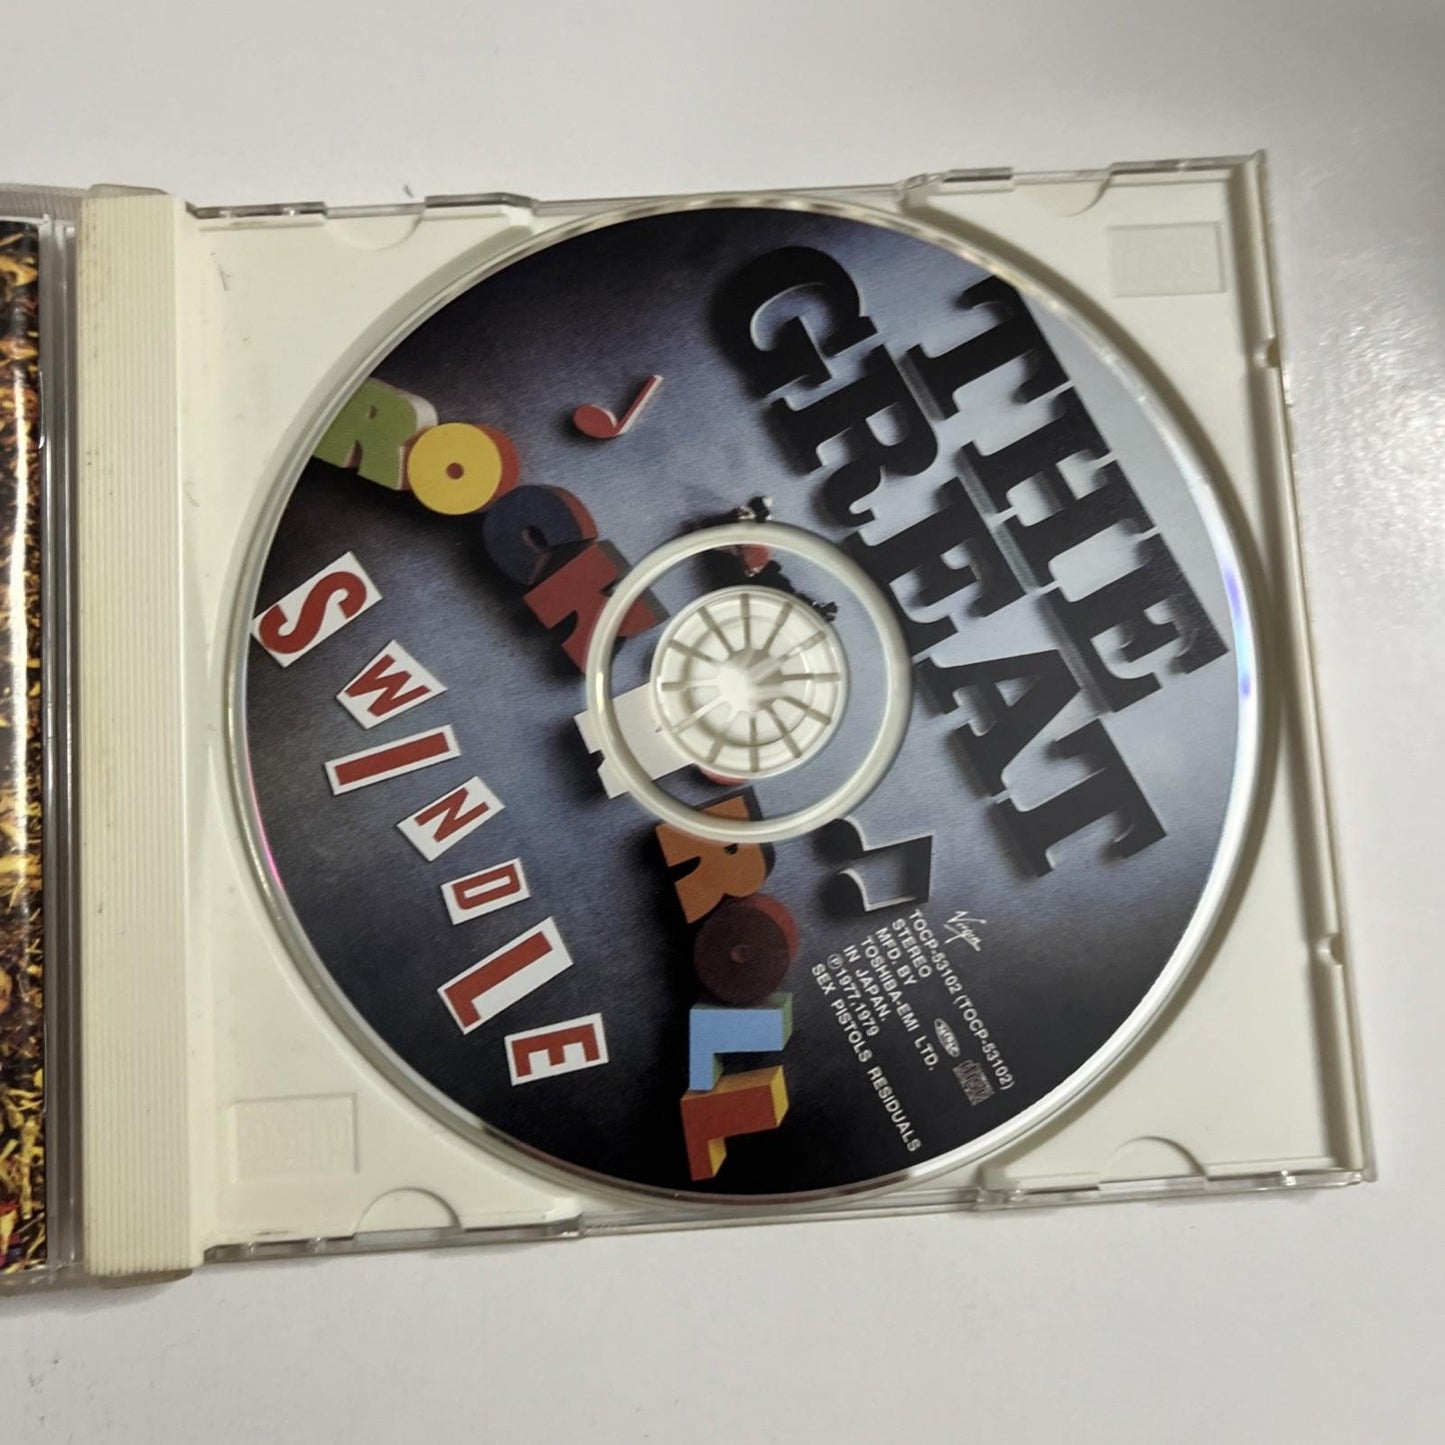 THE
GREAT
ROCK 'N' ROLL
SWINDLE
Virgin
TOCP-53102 (TOCP-53102)
STEREO
MFD. BY
TOSHIBA-EMI LTD.
IN JAPAN.
℗1977,1979
SEX PISTOLS RESIDUALS